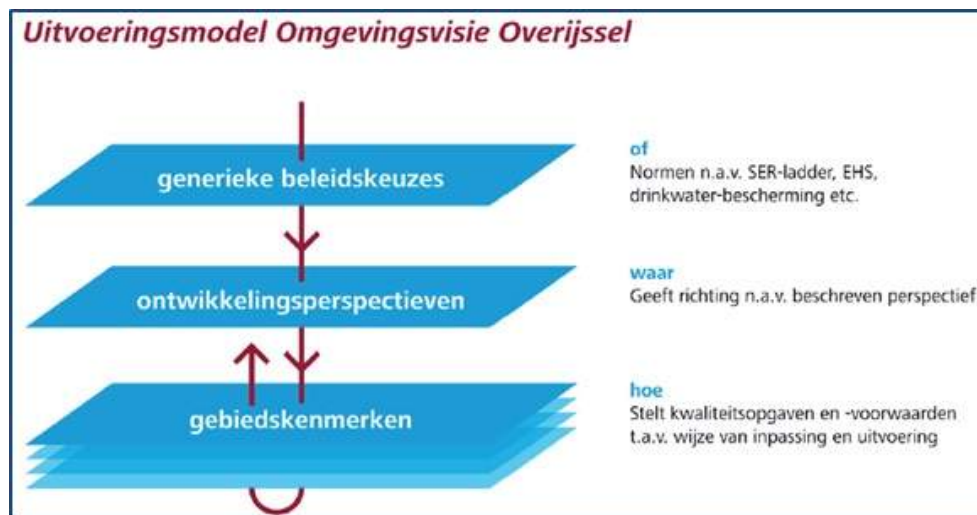 Uitvoeringsmodel Omgevingsvisie Overijssel
generieke beleidskeuzes
of
Normen n.a.v. SER-ladder, EHS,
drinkwater-bescherming etc.
ontwikkelingsperspectieven
waar
Geeft richting n.a.v. beschreven perspectief
gebiedskenmerken
hoe
Stelt kwaliteitsopgaven en -voorwaarden
t.a.v. wijze van inpassing en uitvoering